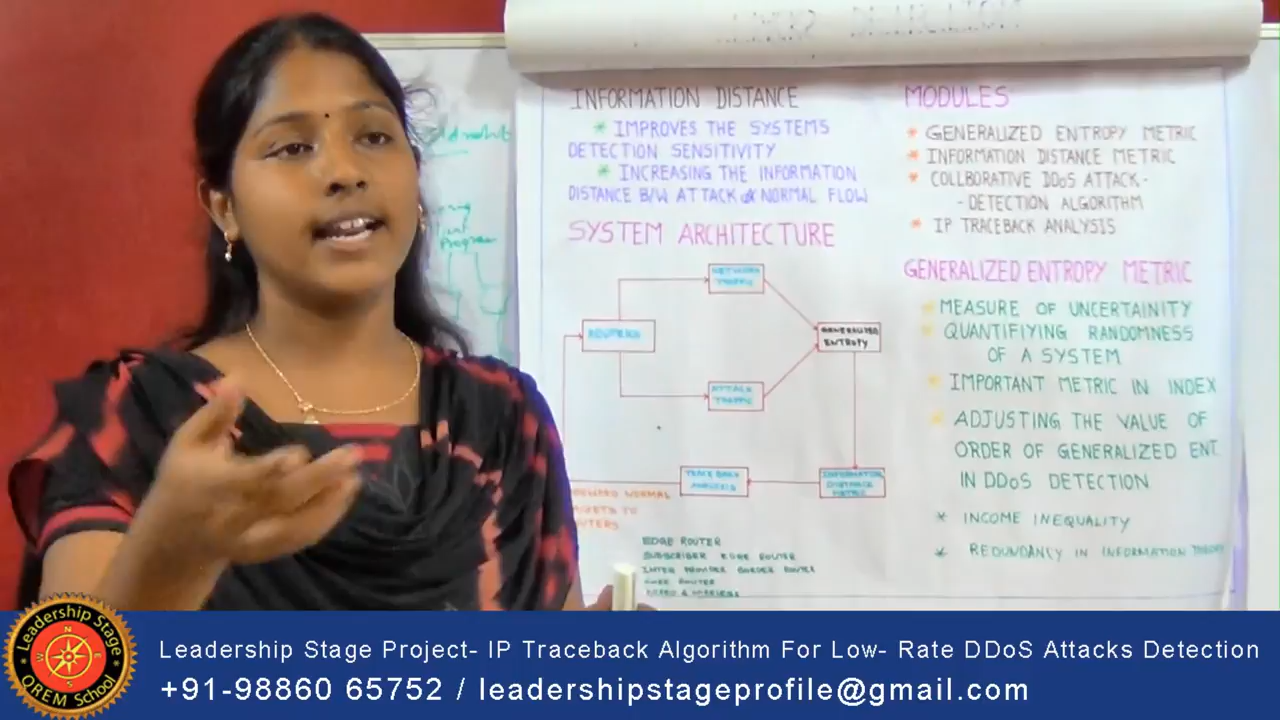 DETECTION
INFORMATION DISTANCE
* IMPROVES THE SYSTEMS
DETECTION SENSITIVITY
* INCREASING THE INFORMATION
DISTANCE B/W ATTACK & NORMAL FLOW
SYSTEM ARCHITECTURE
NETWORK
TRAFFIC
ROUTERS
GENERALIZED
ENTROPY
ATTACK
TRAFFIC
TRACE BACK
ANALYSIS
INFORMATION
DISTANCE
METRIC
FORWARD NORMAL
PACKETS TO
ROUTERS
EDGE ROUTER
SUBSCRIBER EDGE ROUTER
INTER PROVIDER BORDER ROUTER
CORE ROUTER
WIRED & WIRELESS
MODULES
* GENERALIZED ENTROPY METRIC
* INFORMATION DISTANCE METRIC
* COLLBORATIVE DDoS ATTACK-
- DETECTION ALGORITHM
* IP TRACEBACK ANALYSIS
GENERALIZED ENTROPY METRIC
* MEASURE OF UNCERTAINITY
* QUANTIFIYING RANDOMNESS
OF A SYSTEM
* IMPORTANT METRIC IN INDEX
* ADJUSTING THE VALUE OF
ORDER OF GENERALIZED ENT.
IN DDoS DETECTION
* INCOME INEQUALITY
* REDUNDANCY IN INFORMATION THEORY
Program
Leadership Stage
OREM School
N
E
S
W
Leadership Stage Project- IP Traceback Algorithm For Low- Rate DDoS Attacks Detection
+91-98860 65752 / leadershipstageprofile@gmail.com